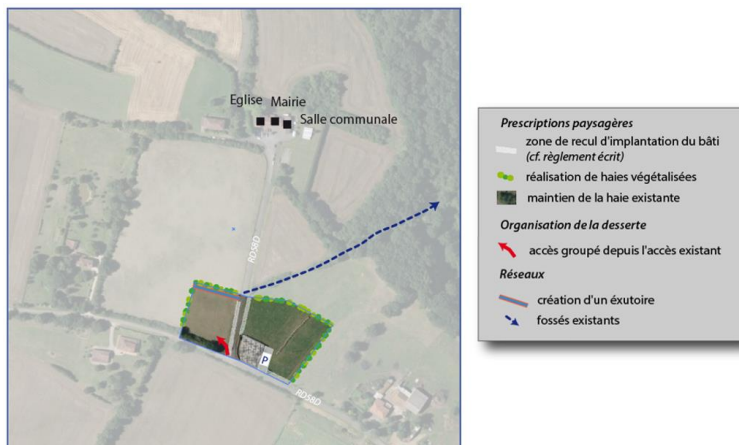 Eglise
Mairie
Salle communale
RD580
P
RD580
Prescriptions paysagères
zone de recul d'implantation du bâti
(cf. règlement écrit)
réalisation de haies végétalisées
maintien de la haie existante
Organisation de la desserte
accès groupé depuis l'accès existant
Réseaux
création d'un éxutoire
fossés existants